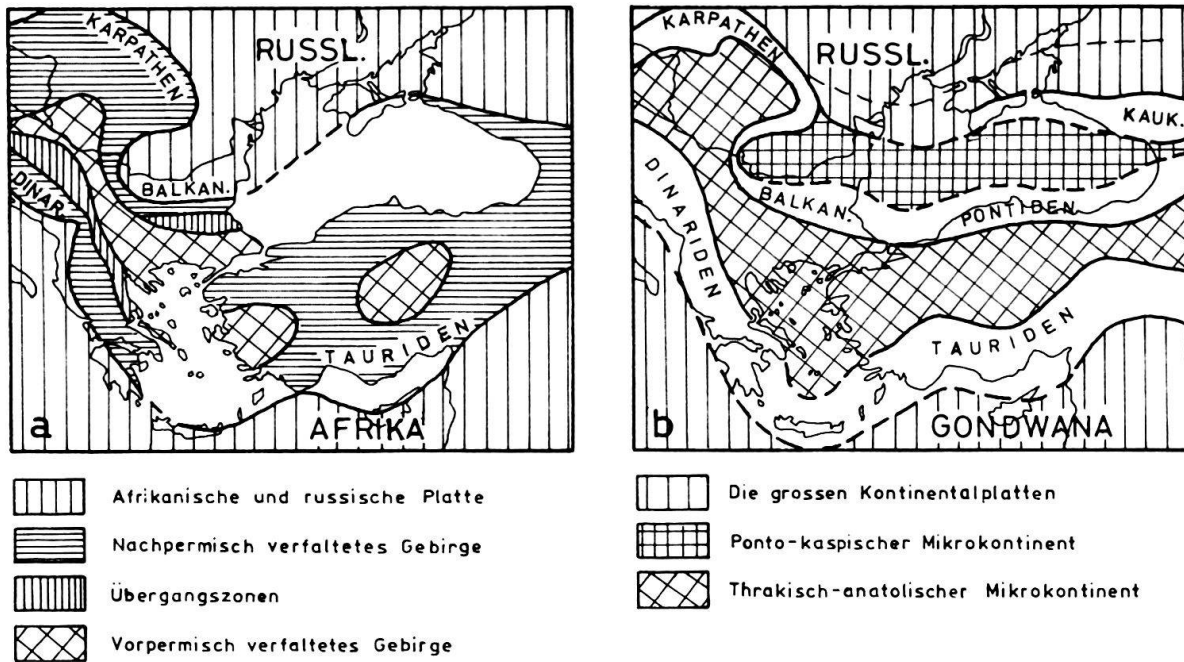 KARPATHEN
RUSSL.
BALKAN.
DINAR.
TAURIDEN
a
AFRIKA
KARPATHEN
RUSSL.
KAUK.
DINARIDEN
BALKAN.
PONTIDEN
TAURIDEN
b
GONDWANA
Afrikanische und russische Platte
Nachpermisch verfaltetes Gebirge
Übergangszonen
Vorpermisch verfaltetes Gebirge
Die grossen Kontinentalplatten
Ponto-kaspischer Mikrokontinent
Thrakisch-anatolischer Mikrokontinent